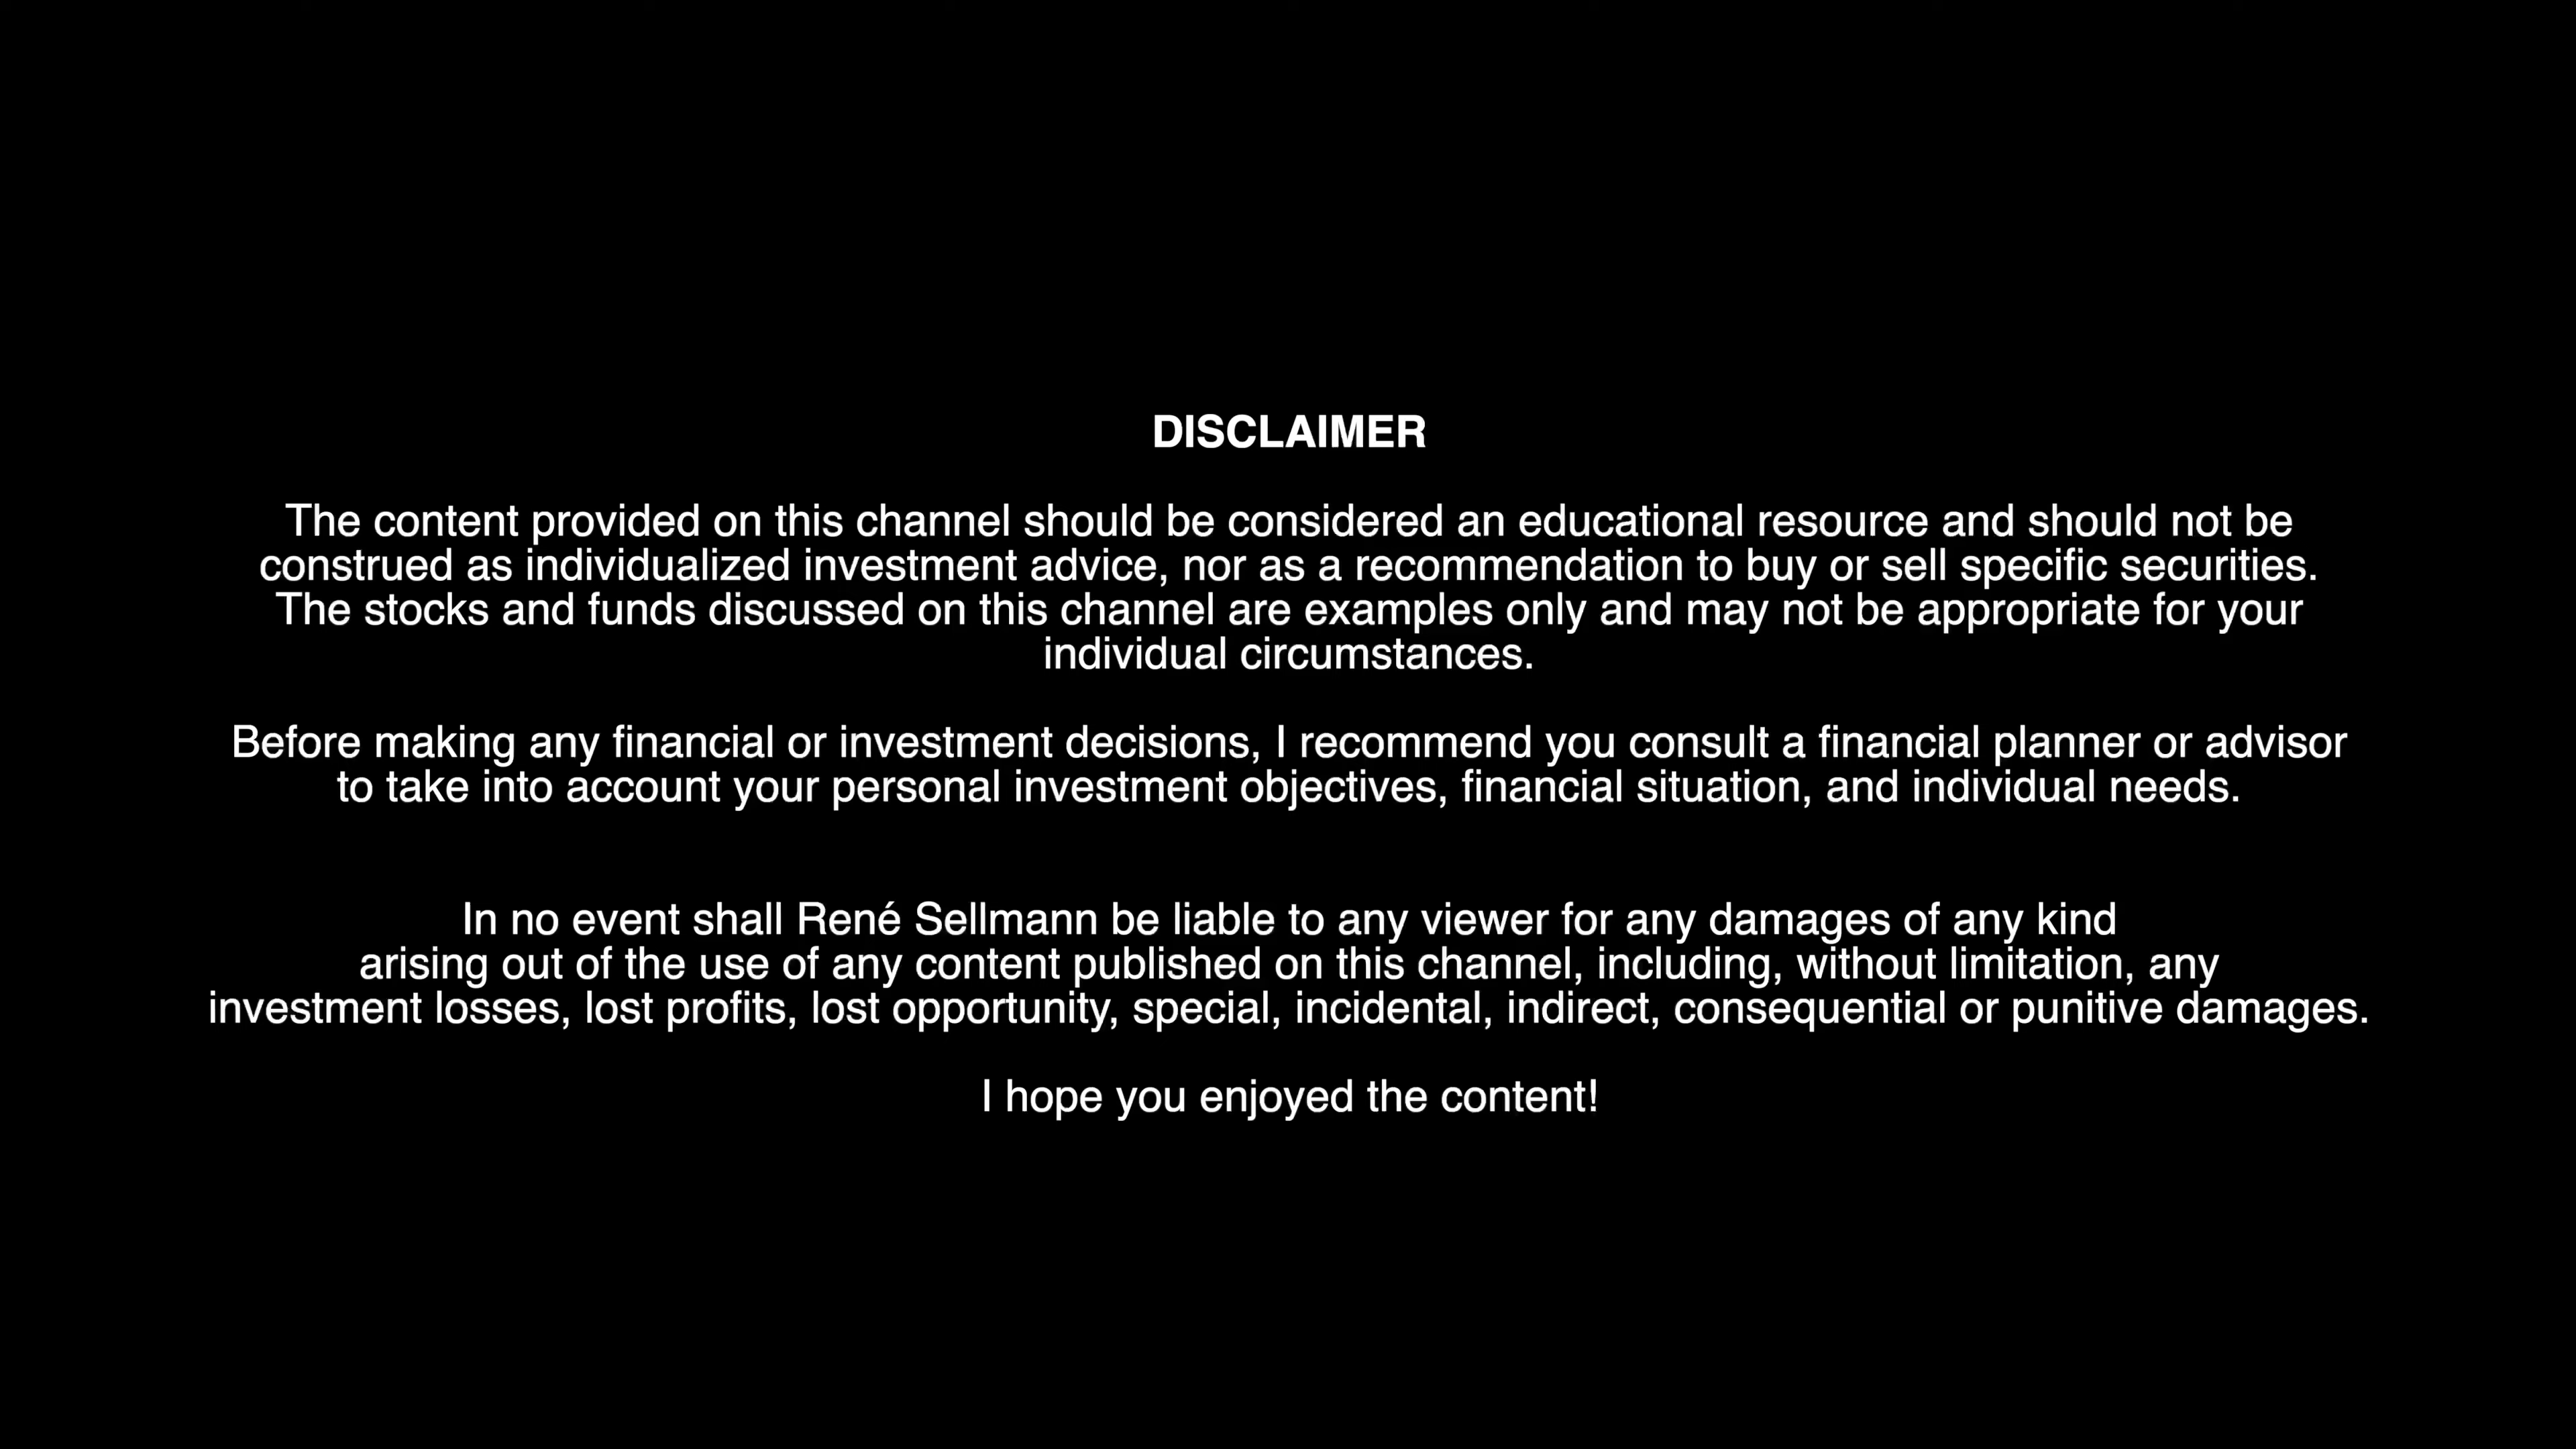 DISCLAIMER
The content provided on this channel should be considered an educational resource and should not be
construed as individualized investment advice, nor as a recommendation to buy or sell specific securities.
The stocks and funds discussed on this channel are examples only and may not be appropriate for your
individual circumstances.
Before making any financial or investment decisions, I recommend you consult a financial planner or advisor
to take into account your personal investment objectives, financial situation, and individual needs.
In no event shall René Sellmann be liable to any viewer for any damages of any kind
arising out of the use of any content published on this channel, including, without limitation, any
investment losses, lost profits, lost opportunity, special, incidental, indirect, consequential or punitive damages.
I hope you enjoyed the content!